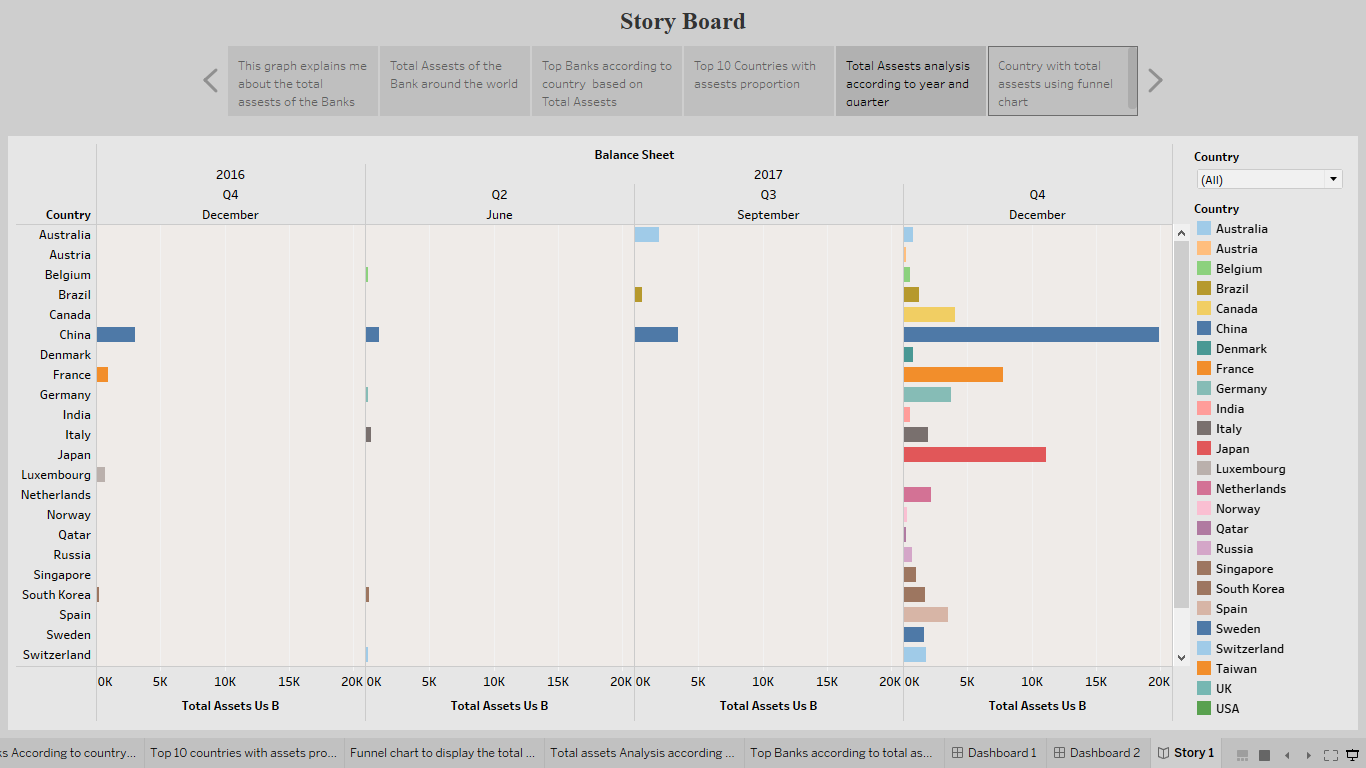 Story Board
This graph explains me
about the total
assests of the Banks
Total Assests of the
Bank around the world
Top Banks according to
country based on
Total Assests
Top 10 Countries with
assests proportion
Total Assests analysis
according to year and
quarter
Country with total
assests using funnel
chart
Balance Sheet
2016
2017
Q4
Q2
Q3
Q4
Country
December
June
September
December
Australia
Austria
Belgium
Brazil
Canada
China
Denmark
France
Germany
India
Italy
Japan
Luxembourg
Netherlands
Norway
Qatar
Russia
Singapore
South Korea
Spain
Sweden
Switzerland
0K 5K 10K 15K 20K
0K 5K 10K 15K 20K
0K 5K 10K 15K 20K
0K 5K 10K 15K 20K
Total Assets Us B
Total Assets Us B
Total Assets Us B
Total Assets Us B
Country
(All)
Country
Australia
Austria
Belgium
Brazil
Canada
China
Denmark
France
Germany
India
Italy
Japan
Luxembourg
Netherlands
Norway
Qatar
Russia
Singapore
South Korea
Spain
Sweden
Switzerland
Taiwan
UK
USA
ks According to country...
Top 10 countries with assets pro...
Funnel chart to display the total ...
Total assets Analysis according ...
Top Banks according to total as...
Dashboard 1
Dashboard 2
Story 1